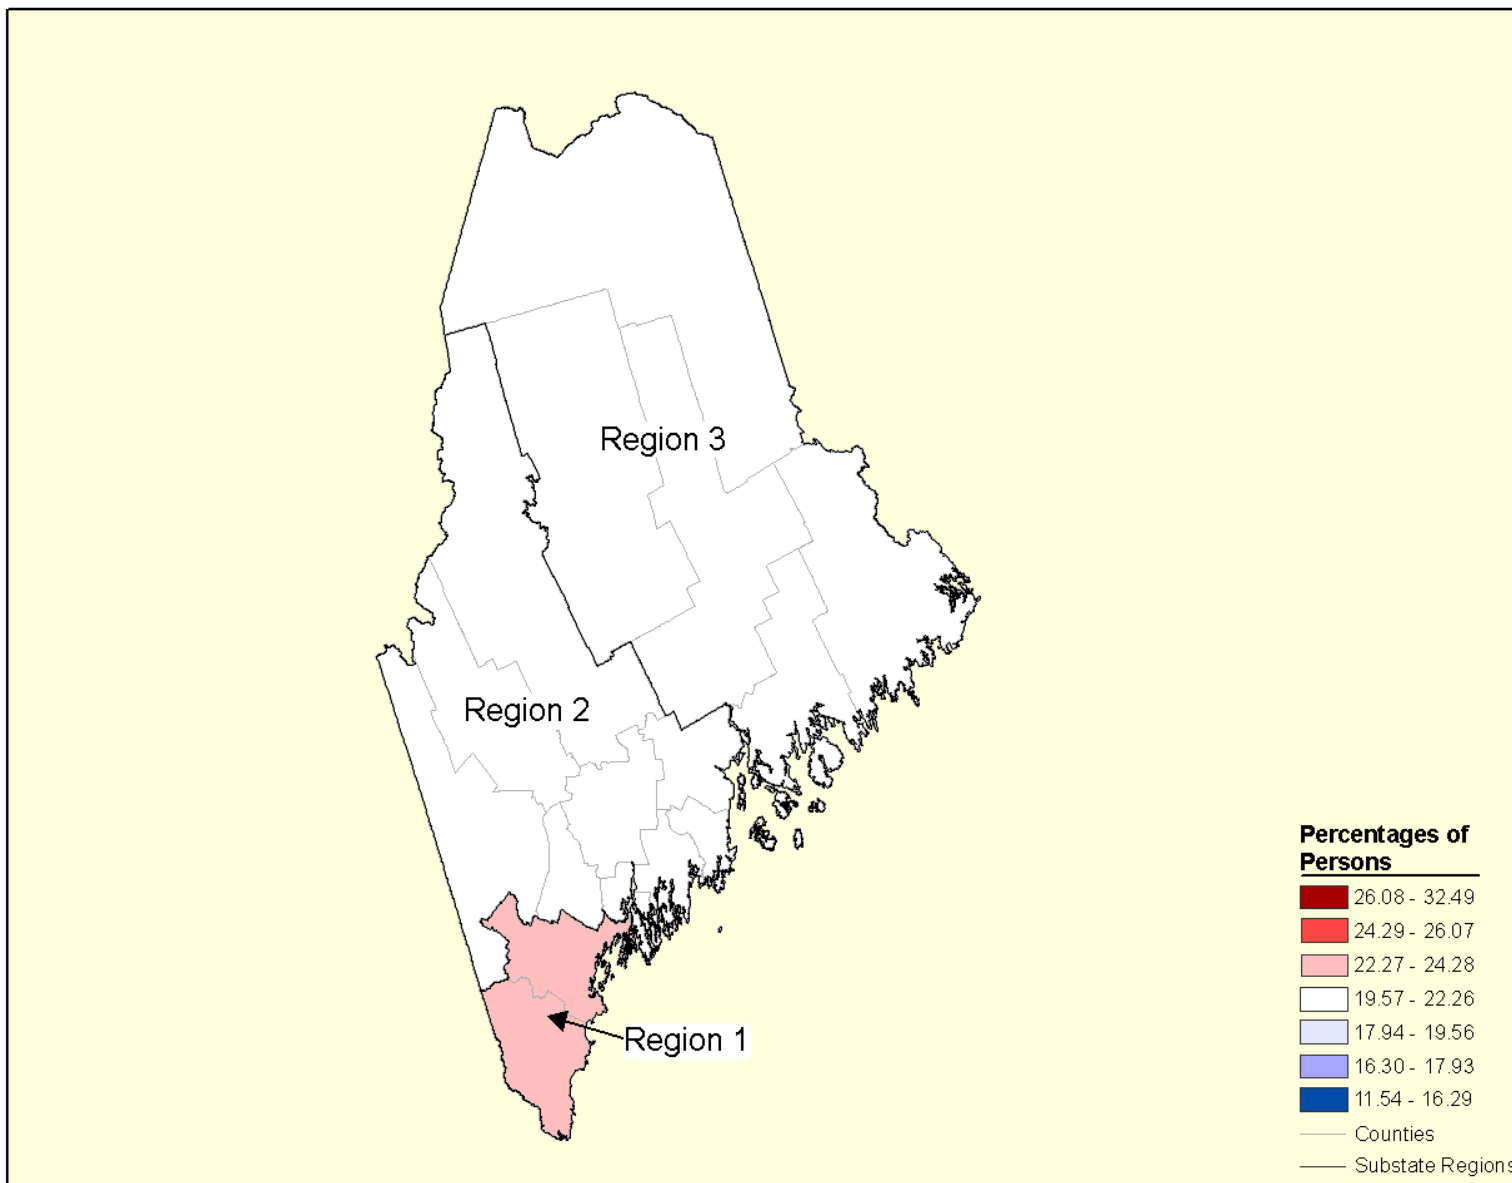 Region 3
Region 2
Region 1
Percentages of
Persons
26.08 - 32.49
24.29 - 26.07
22.27 - 24.28
19.57 - 22.26
17.94 - 19.56
16.30 - 17.93
11.54 - 16.29
Counties
Substate Regions